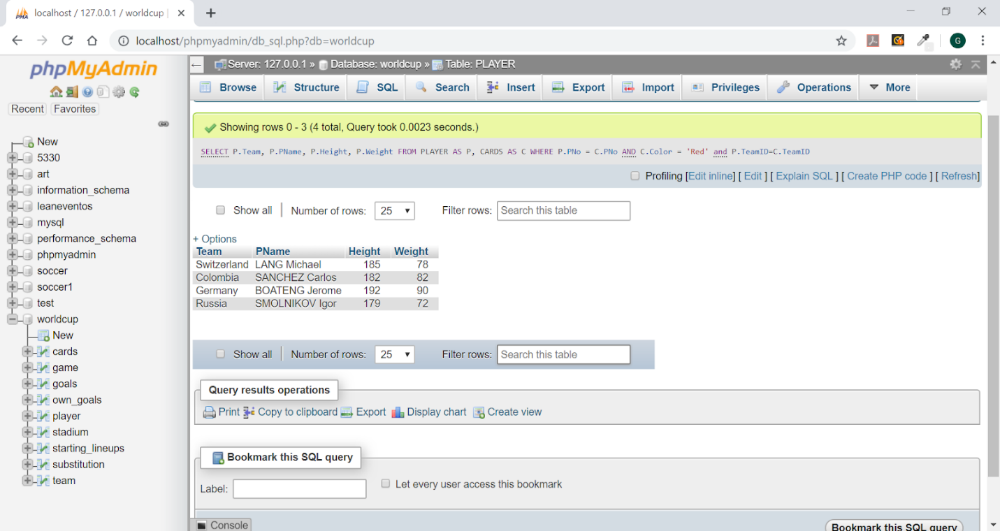 localhost / 127.0.0.1 / worldcup
localhost/phpmyadmin/db_sql.php?db=worldcup
G
phpMyAdmin
Recent Favorites
New
5330
art
information_schema
leaneventos
mysql
performance_schema
phpmyadmin
soccer
soccer1
test
worldcup
New
cards
game
goals
own_goals
player
stadium
starting_lineups
substitution
team
Server: 127.0.0.1 » Database: worldcup » Table: PLAYER
Browse Structure SQL Search Insert Export Import Privileges Operations More
Showing rows 0 - 3 (4 total, Query took 0.0023 seconds.)
SELECT P.Team, P.PName, P.Height, P.Weight FROM PLAYER AS P, CARDS AS C WHERE P.PNo = C.PNo AND C.Color = 'Red' and P.TeamID=C.TeamID
Profiling [Edit inline] [ Edit ] [ Explain SQL ] [ Create PHP code ] [ Refresh]
Show all | Number of rows: 25 Filter rows: Search this table
+ Options
Team PName Height Weight
Switzerland LANG Michael 185 78
Colombia SANCHEZ Carlos 182 82
Germany BOATENG Jerome 192 90
Russia SMOLNIKOV Igor 179 72
Show all | Number of rows: 25 Filter rows: Search this table
Query results operations
Print Copy to clipboard Export Display chart Create view
Bookmark this SQL query
Label: Let every user access this bookmark
Console
Bookmark this SQL query